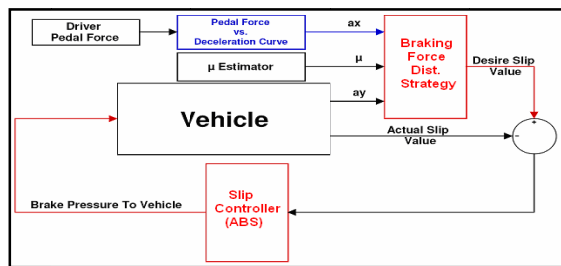 Driver
Pedal Force
Pedal Force
vs.
Deceleration Curve
ax
Braking
Force
Dist.
Strategy
µ Estimator
µ
Desire Slip
Value
ay
Vehicle
+
-
Actual Slip
Value
Slip
Controller
(ABS)
Brake Pressure To Vehicle